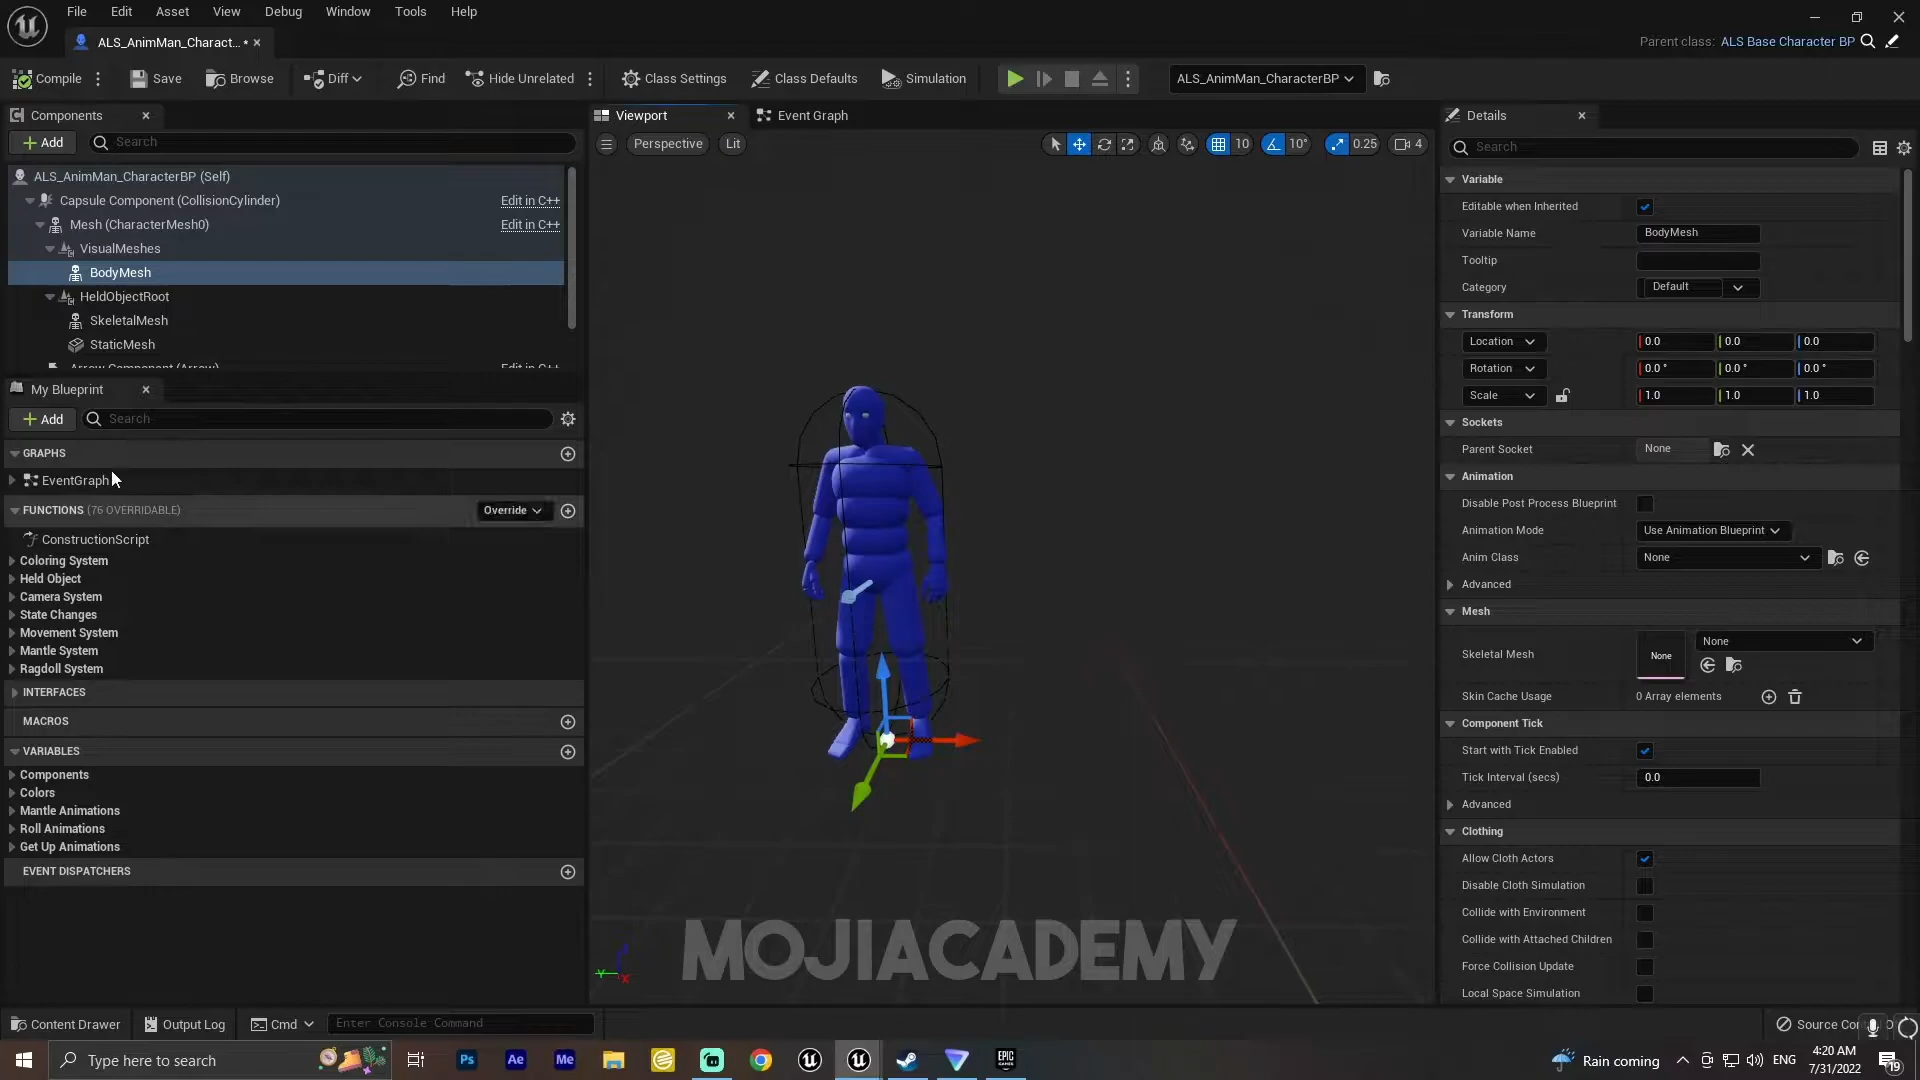 File Edit Asset View Debug Window Tools Help
ALS_AnimMan_Charact... •
Parent class: ALS Base Character BP
Compile Save Browse Diff Find Hide Unrelated Class Settings Class Defaults Simulation ALS_AnimMan_CharacterBP
Components
Add Search
ALS_AnimMan_CharacterBP (Self)
Capsule Component (CollisionCylinder) Edit in C++
Mesh (CharacterMesh0) Edit in C++
VisualMeshes
BodyMesh
HeldObjectRoot
SkeletalMesh
StaticMesh
Arrow Component (Arrow) Edit in C++
My Blueprint
Add Search
GRAPHS
EventGraph
FUNCTIONS (76 OVERRIDABLE) Override
ConstructionScript
Coloring System
Held Object
Camera System
State Changes
Movement System
Mantle System
Ragdoll System
INTERFACES
MACROS
VARIABLES
Components
Colors
Mantle Animations
Roll Animations
Get Up Animations
EVENT DISPATCHERS
Viewport Event Graph
Perspective Lit 10 10° 0.25 4
MOJIACADEMY
Details
Search
Variable
Editable when Inherited
Variable Name BodyMesh
Tooltip
Category Default
Transform
Location 0.0 0.0 0.0
Rotation 0.0 ° 0.0 ° 0.0 °
Scale 1.0 1.0 1.0
Sockets
Parent Socket None
Animation
Disable Post Process Blueprint
Animation Mode Use Animation Blueprint
Anim Class None
Advanced
Mesh
Skeletal Mesh None None
Skin Cache Usage 0 Array elements
Component Tick
Start with Tick Enabled
Tick Interval (secs) 0.0
Advanced
Clothing
Allow Cloth Actors
Disable Cloth Simulation
Collide with Environment
Collide with Attached Children
Force Collision Update
Local Space Simulation
Content Drawer Output Log Cmd Enter Console Command
Type here to search
Ps Ae Me
EPIC GAMES
Rain coming ENG 4:20 AM
7/31/2022
19